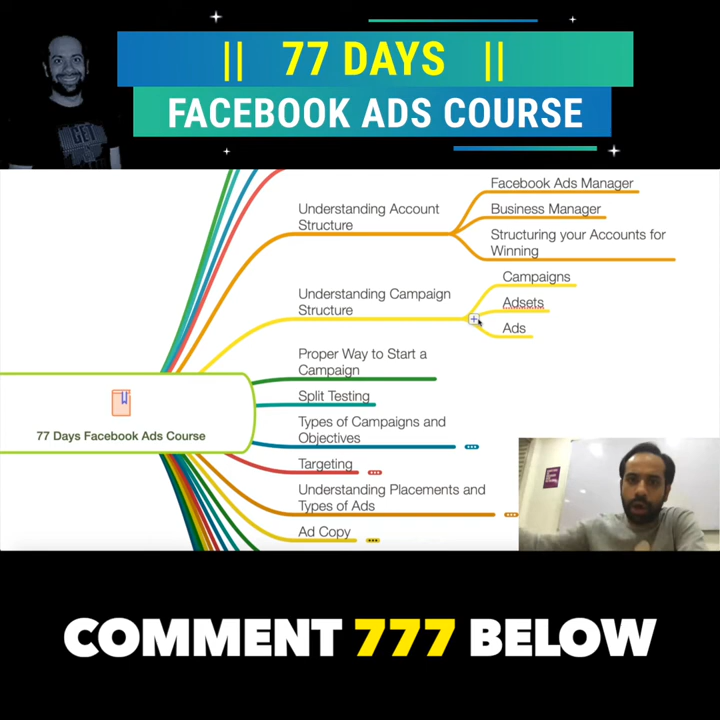 || 77 DAYS ||
FACEBOOK ADS COURSE
GET
Understanding Account
Structure
Facebook Ads Manager
Business Manager
Structuring your Accounts for
Winning
Understanding Campaign
Structure
Campaigns
Adsets
Ads
Proper Way to Start a
Campaign
Split Testing
Types of Campaigns and
Objectives
Targeting
Understanding Placements and
Types of Ads
Ad Copy
77 Days Facebook Ads Course
COMMENT 777 BELOW